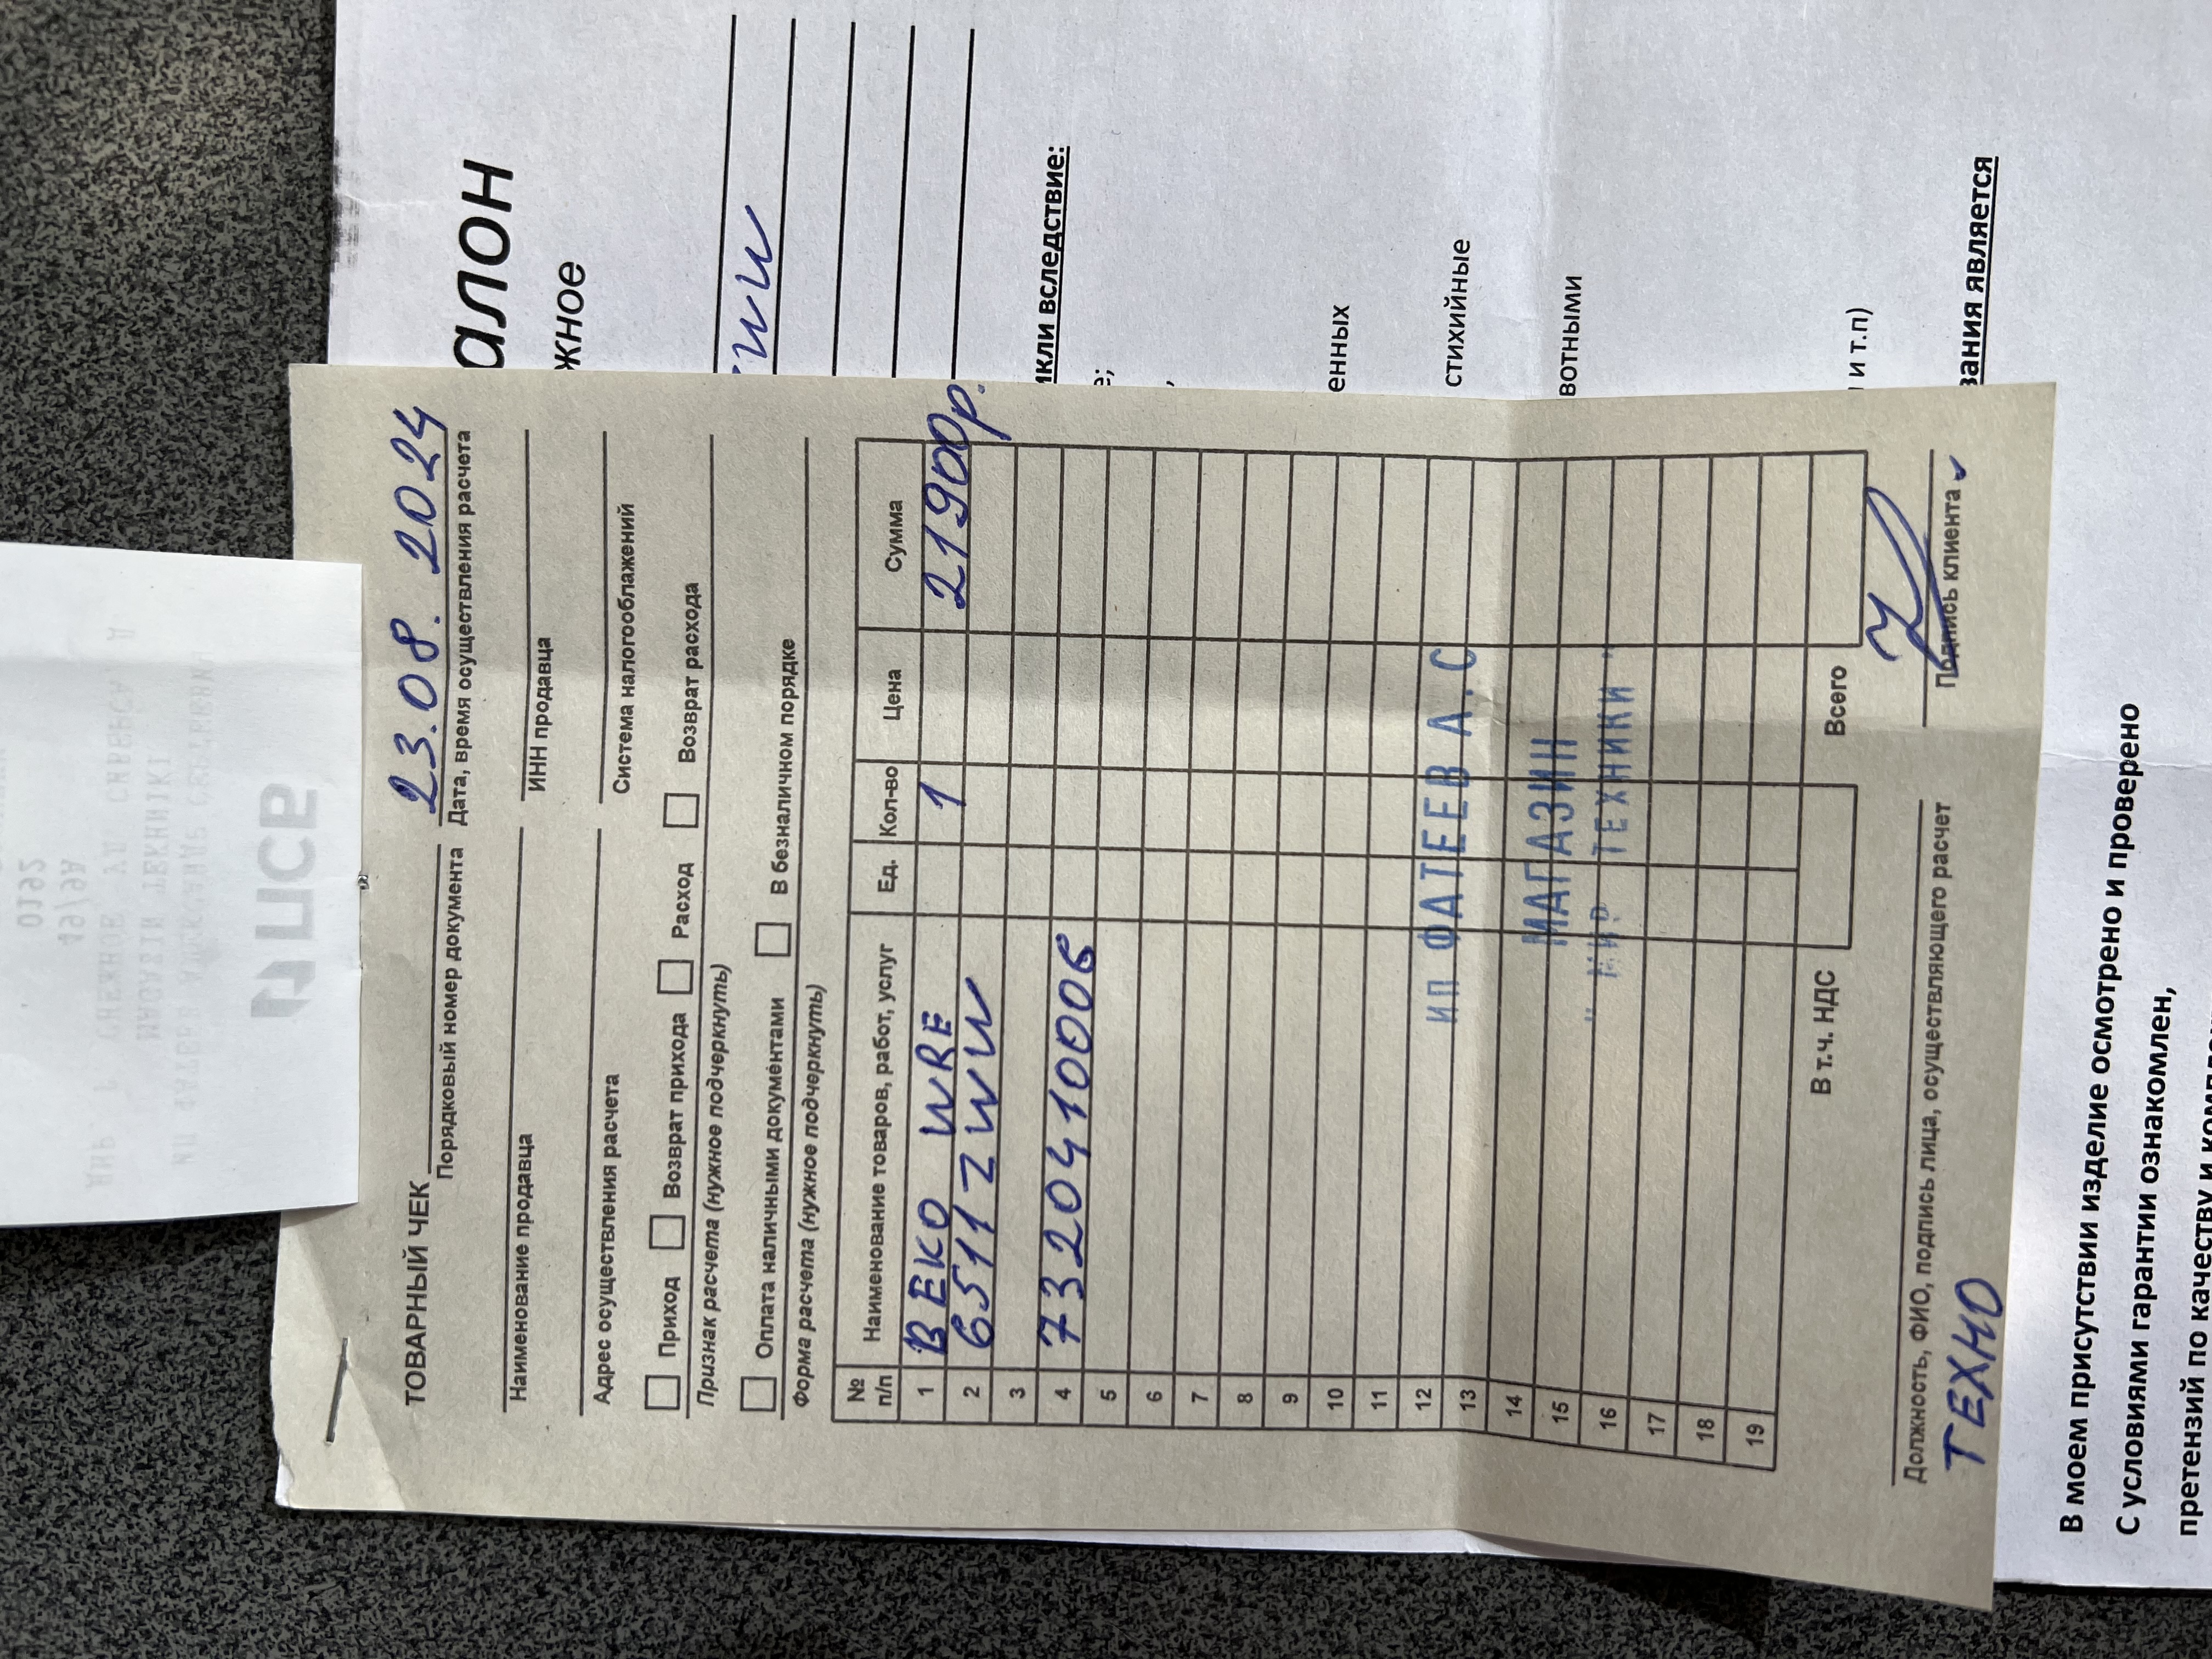 ТОВАРНЫЙ ЧЕК
23.08.2024
Порядковый номер документа Дата, время осуществления расчета
Наименование продавца ИНН продавца
Адрес осуществления расчета Система налогооблажений
Приход Возврат прихода Расход Возврат расхода
Признак расчета (нужное подчеркнуть)
Оплата наличными документами В безналичном порядке
Форма расчета (нужное подчеркнуть)
№ п/п Наименование товаров, работ, услуг Ед. Кол-во Цена Сумма
1 BEKO WRE 1 21900р.
2 6511ZWW
3
4 7320410006
5
6
7
8
9
10
11
12
ИП ФАТЕЕВ А.С
13
14
МАГАЗИН
15
16 " МИР ТЕХНИКИ "
17
18
19
В т.ч. НДС Всего
Должность, ФИО, подпись лица, осуществляющего расчет Подпись клиента
ТЕХНО
алон
жное
икли вследствие:
е;
,
енных
стихийные
вотными
и т.п)
вания является
В моем присутствии изделие осмотрено и проверено
С условиями гарантии ознакомлен,
претензий по качеству и